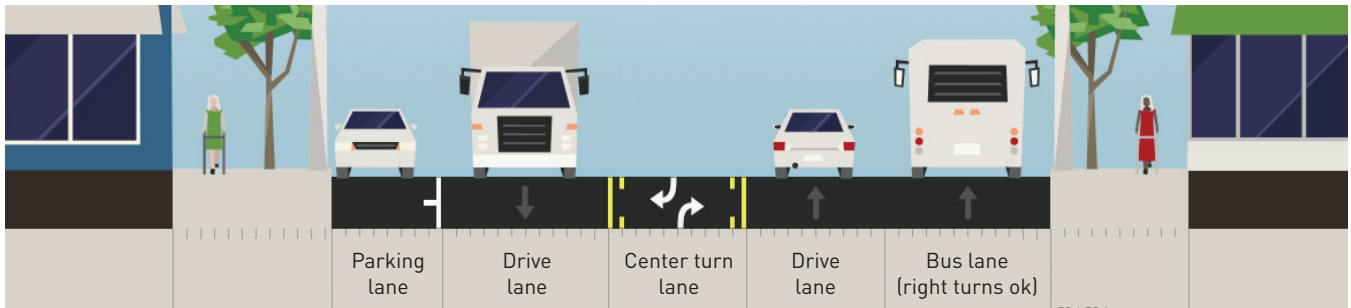 Parking
lane
Drive
lane
Center turn
lane
Drive
lane
Bus lane
(right turns ok)